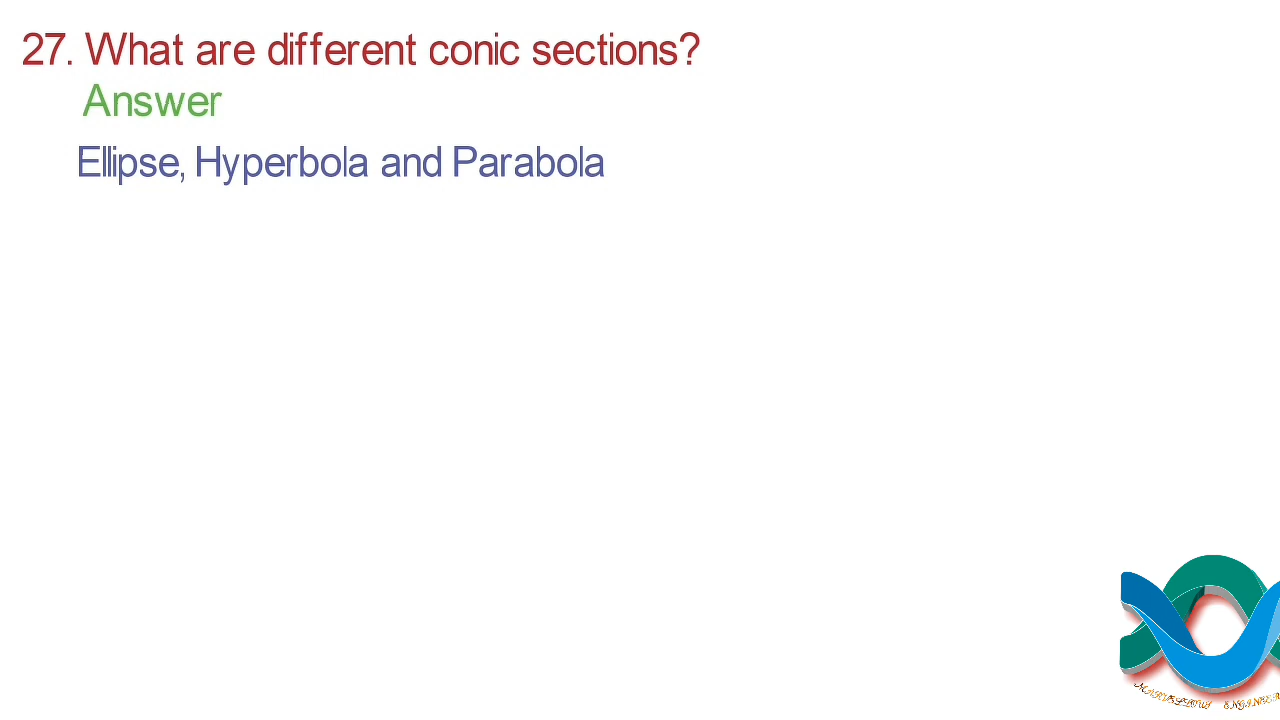 27. What are different conic sections?
Answer
Ellipse, Hyperbola and Parabola